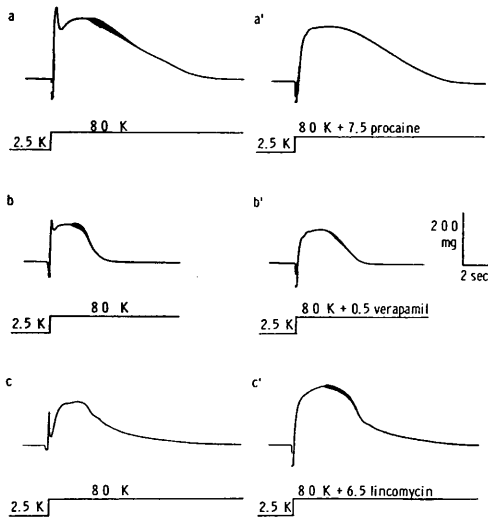 a
a'
80 K
2.5 K
80 K + 7.5 procaine
2.5 K
b
b'
200
mg
2 sec
80 K
2.5 K
80 K + 0.5 verapamil
2.5 K
c
c'
80 K
2.5 K
80 K + 6.5 lincomycin
2.5 K